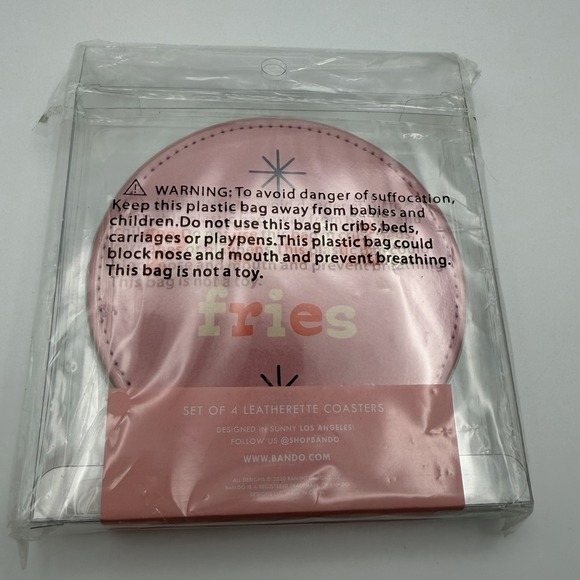 ⚠ WARNING: To avoid danger of suffocation,
Keep this plastic bag away from babies and
children.Do not use this bag in cribs,beds,
carriages or playpens.This plastic bag could
block nose and mouth and prevent breathing.
This bag is not a toy.
fries
SET OF 4 LEATHERETTE COASTERS
DESIGNED IN SUNNY LOS ANGELES!
FOLLOW US @SHOPBANDO
WWW.BANDO.COM